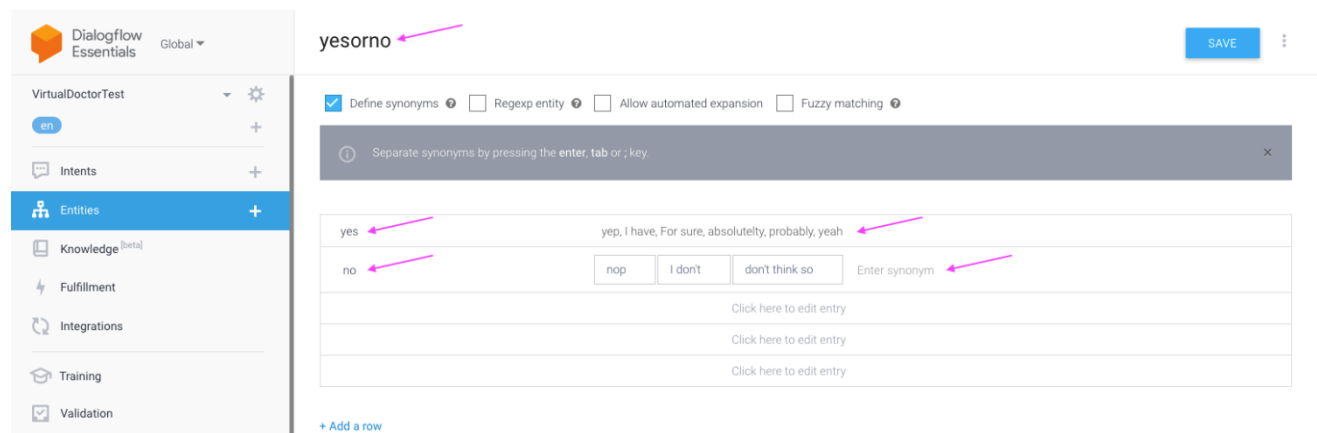 Dialogflow
Essentials
Global
yesorno
SAVE
VirtualDoctorTest
en
Define synonyms
Regexp entity
Allow automated expansion
Fuzzy matching
Separate synonyms by pressing the enter, tab or ; key.
Intents
Entities
Knowledge [beta]
Fulfillment
Integrations
Training
Validation
yes
yep, I have, For sure, absolutelty, probably, yeah
no
nop
I don't
don't think so
Enter synonym
Click here to edit entry
Click here to edit entry
Click here to edit entry
+ Add a row